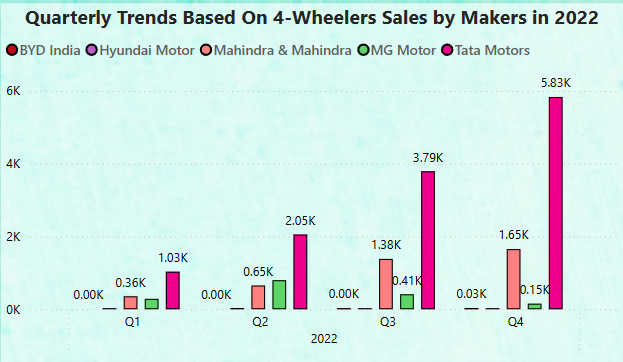 Quarterly Trends Based On 4-Wheelers Sales by Makers in 2022
BYD India Hyundai Motor Mahindra & Mahindra MG Motor Tata Motors
6K
4K
2K
0K
0.00K 0.36K 1.03K
0.00K 0.65K 2.05K
0.00K 1.38K 0.41K 3.79K
0.03K 1.65K 0.15K 5.83K
Q1 Q2 Q3 Q4
2022